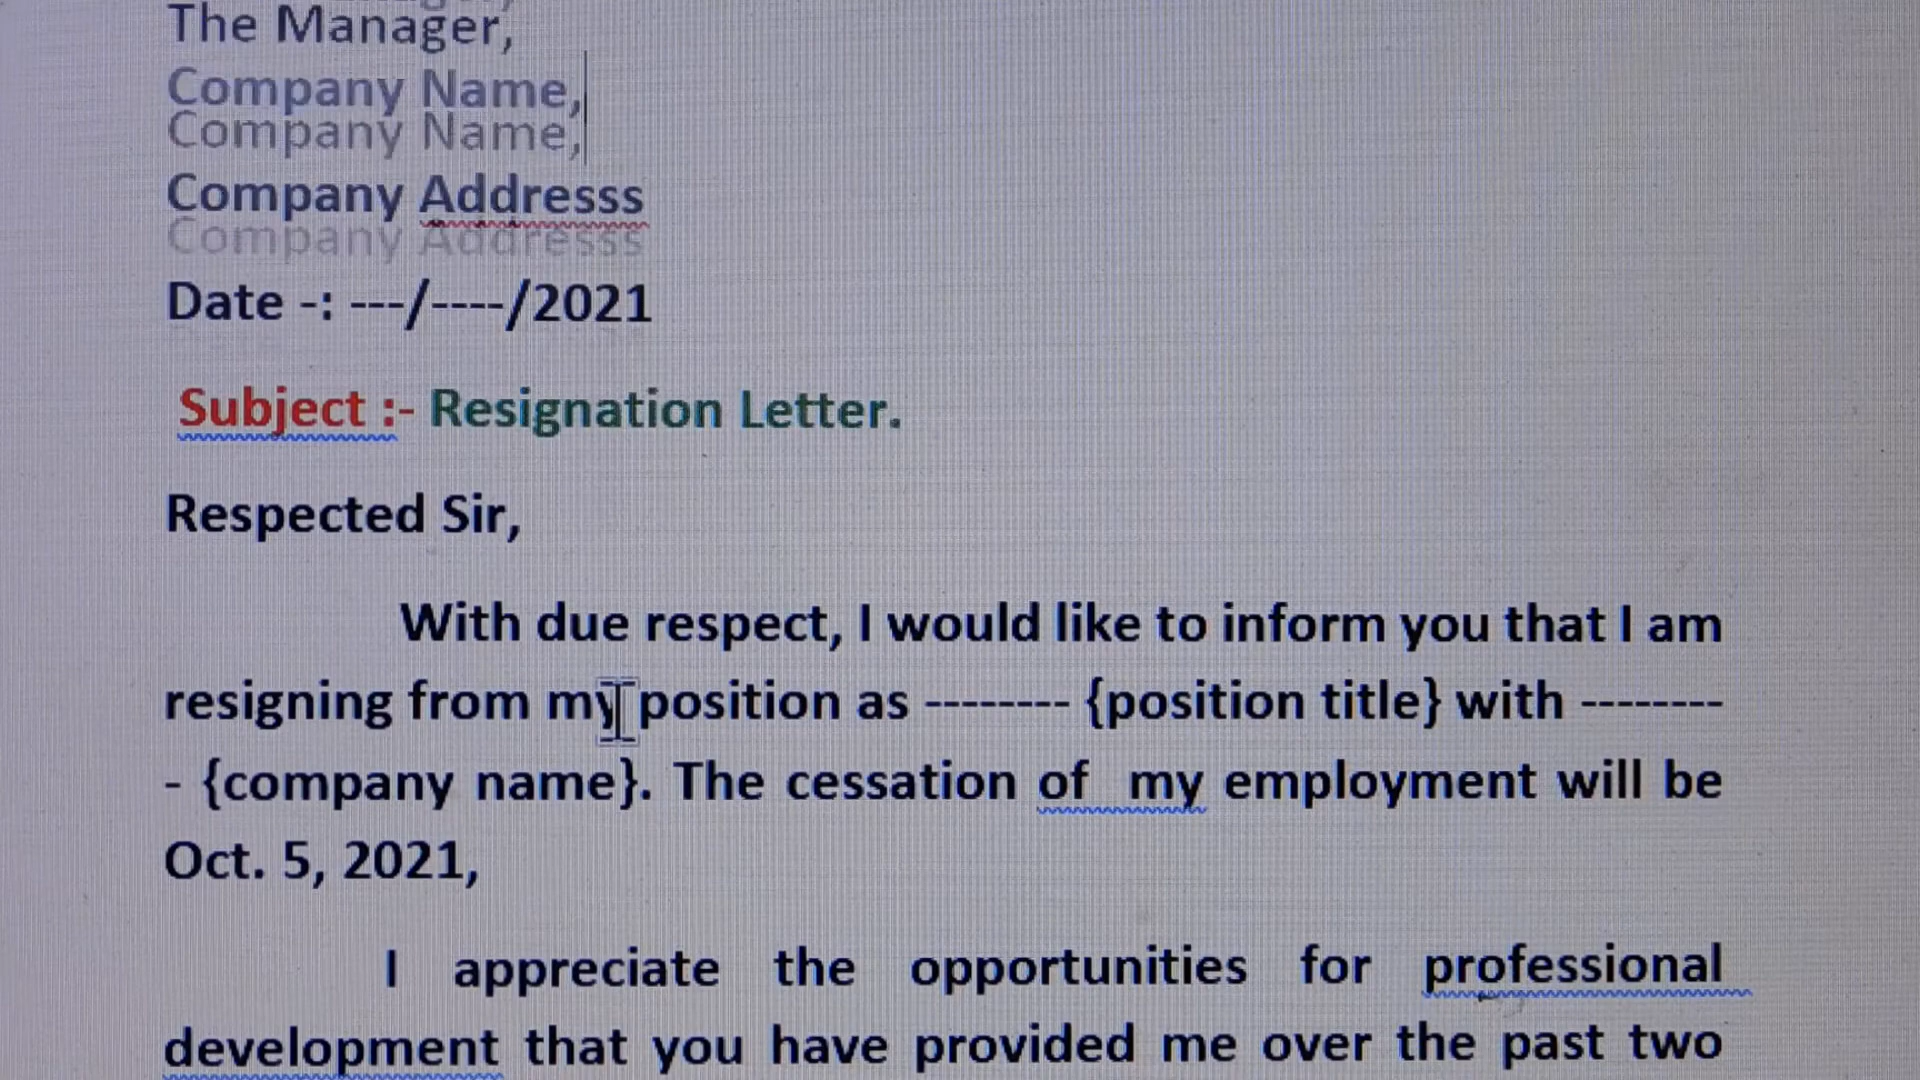 The Manager,
Company Name,
Company Name,
Company Addresss
Company Addresss
Date -: ---/----/2021
Subject :- Resignation Letter.
Respected Sir,
With due respect, I would like to inform you that I am
resigning from my position as -------- {position title} with --------
- {company name}. The cessation of  my employment will be
Oct. 5, 2021,
I appreciate the opportunities for professional
development that you have provided me over the past two